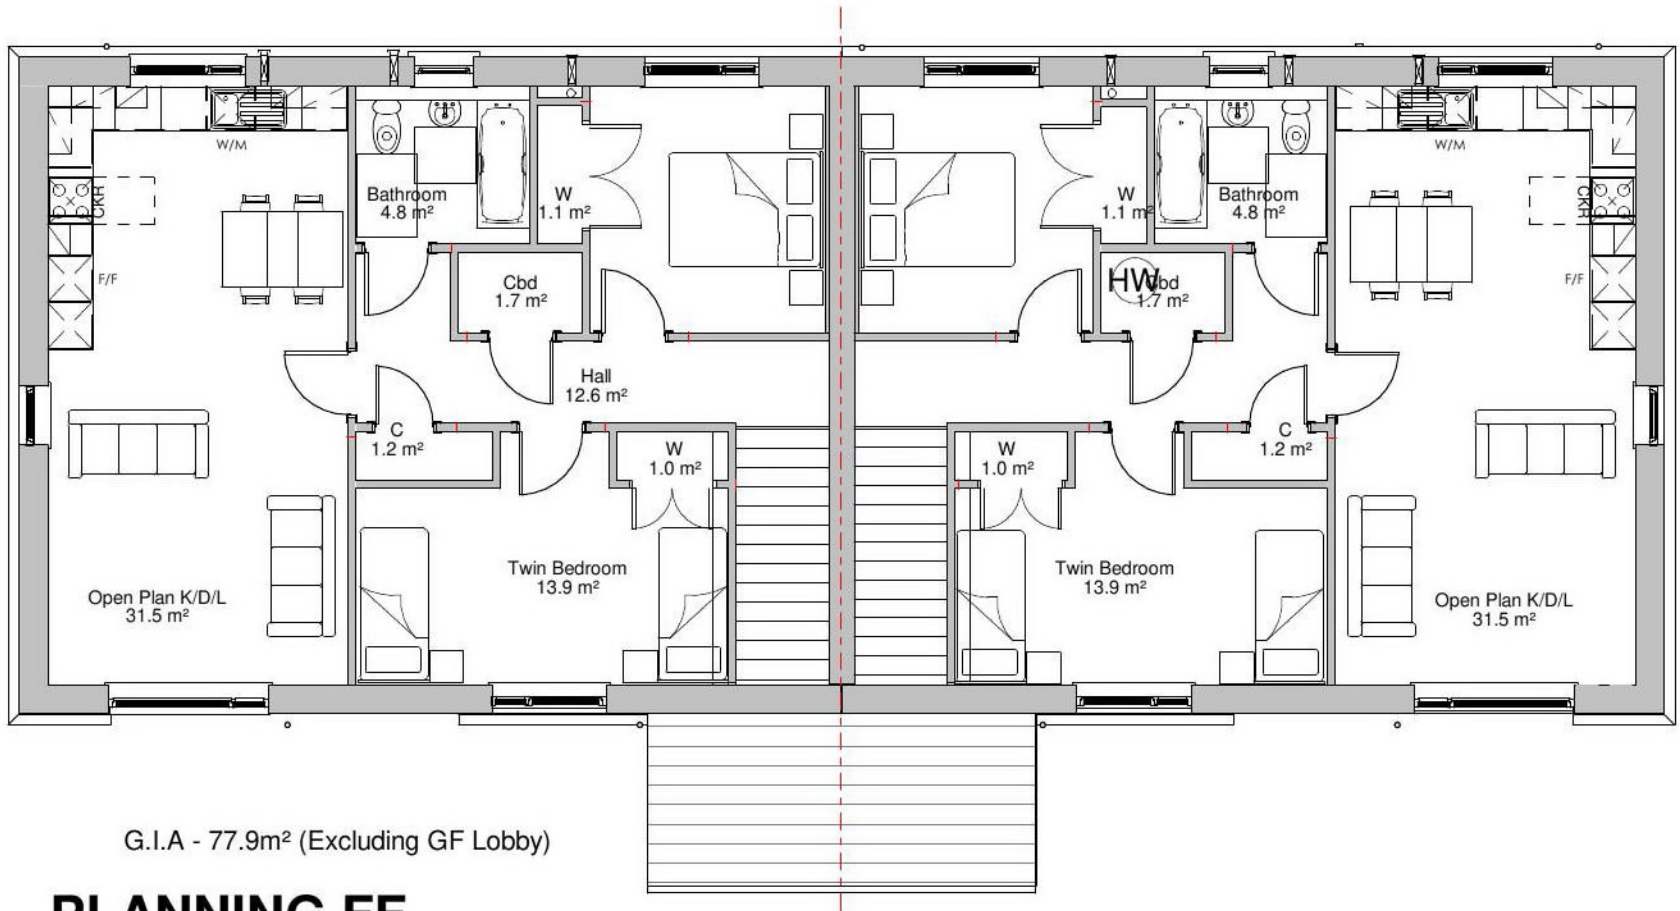 W/M
W/M
CKR
Bathroom
4.8 m²
W
1.1 m²
W
1.1 m²
Bathroom
4.8 m²
CKR
F/F
Cbd
1.7 m²
HW
Cbd
1.7 m²
F/F
Hall
12.6 m²
C
1.2 m²
W
1.0 m²
W
1.0 m²
C
1.2 m²
Twin Bedroom
13.9 m²
Twin Bedroom
13.9 m²
Open Plan K/D/L
31.5 m²
Open Plan K/D/L
31.5 m²
G.I.A - 77.9m² (Excluding GF Lobby)
PLANNING FF